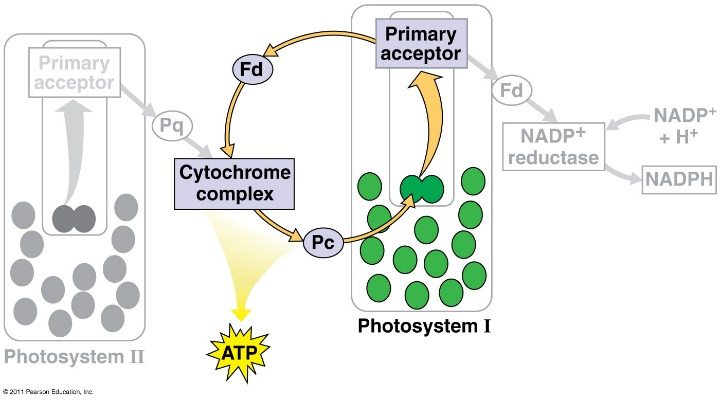 Primary
acceptor
Pq
Photosystem II
Fd
Cytochrome
complex
Pc
ATP
Primary
acceptor
Photosystem I
Fd
NADP+
reductase
NADP+
+ H+
NADPH
© 2011 Pearson Education, Inc.